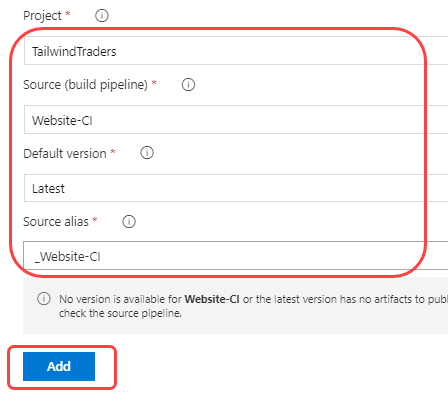 Project * 
TailwindTraders
Source (build pipeline) *
Website-CI
Default version *
Latest
Source alias *
_Website-CI
No version is available for Website-CI or the latest version has no artifacts to publ
check the source pipeline.
Add